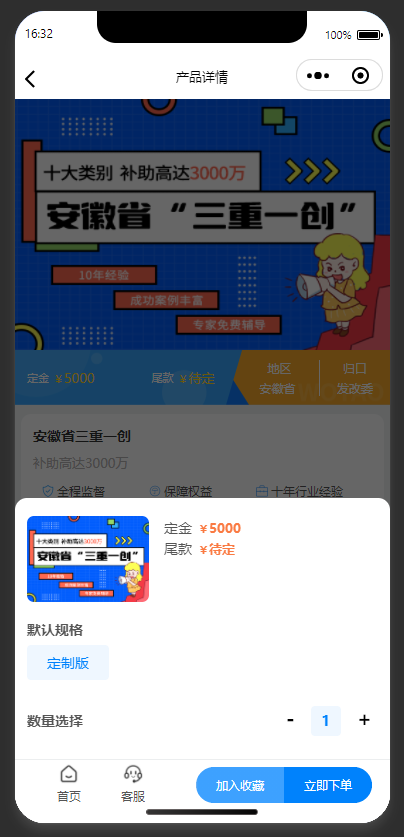 16:32
100%
产品详情
十大类别 补助高达3000万
安徽省“三重一创”
10年经验
成功案例丰富
专家免费辅导
定金 ¥5000
尾款 ¥待定
地区
安徽省
归口
发改委
安徽省三重一创
补助高达3000万
全程监督
保障权益
十年行业经验
十大类别 补助高达3000万
安徽省“三重一创”
10年经验
成功案例丰富
专家免费辅导
定金 ¥5000
尾款 ¥待定
默认规格
定制版
数量选择
- 1 +
首页
客服
加入收藏
立即下单